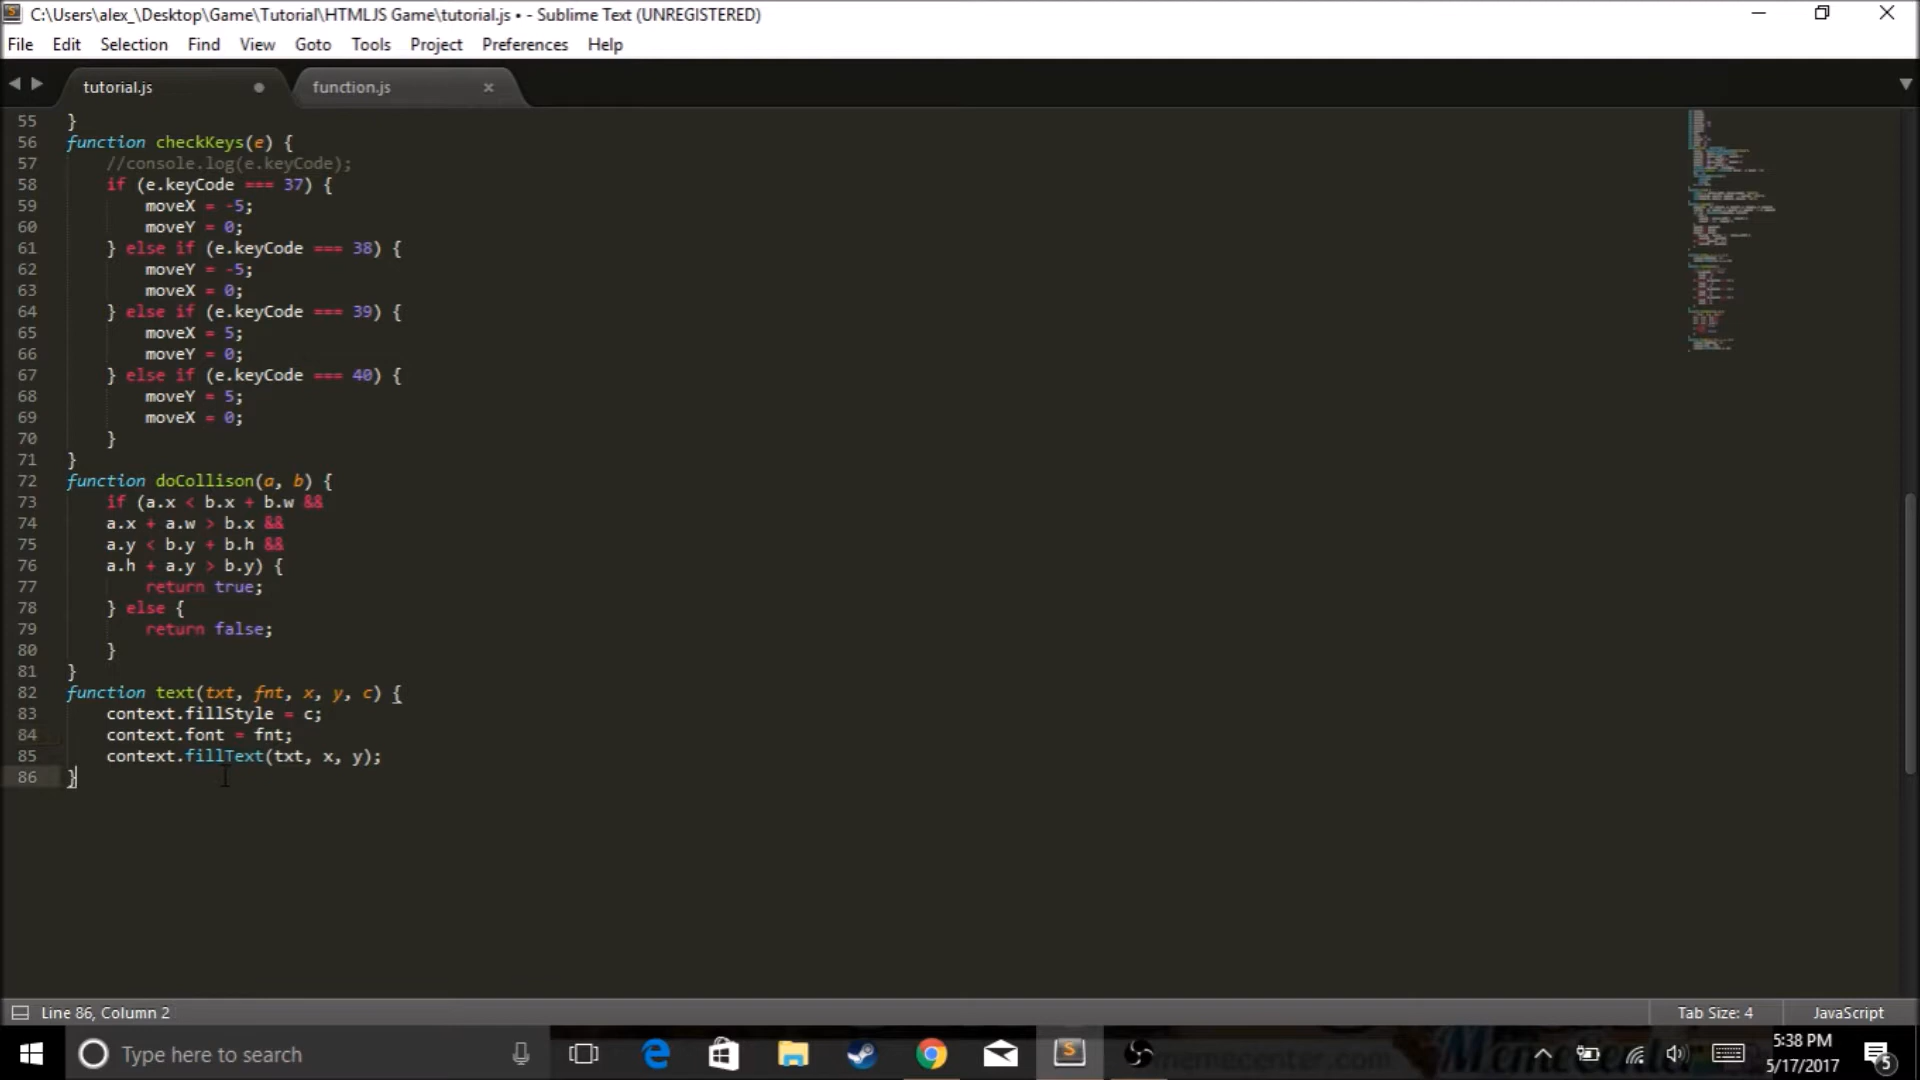 C:\Users\alex_\Desktop\Game\Tutorial\HTMLJS Game\tutorial.js • - Sublime Text (UNREGISTERED)
File Edit Selection Find View Goto Tools Project Preferences Help
tutorial.js function.js
55 }
56 function checkKeys(e) {
57 //console.log(e.keyCode);
58 if (e.keyCode === 37) {
59 moveX = -5;
60 moveY = 0;
61 } else if (e.keyCode === 38) {
62 moveY = -5;
63 moveX = 0;
64 } else if (e.keyCode === 39) {
65 moveX = 5;
66 moveY = 0;
67 } else if (e.keyCode === 40) {
68 moveY = 5;
69 moveX = 0;
70 }
71 }
72 function doCollison(a, b) {
73 if (a.x < b.x + b.w &&
74 a.x + a.w > b.x &&
75 a.y < b.y + b.h &&
76 a.h + a.y > b.y) {
77 return true;
78 } else {
79 return false;
80 }
81 }
82 function text(txt, fnt, x, y, c) {
83 context.fillStyle = c;
84 context.font = fnt;
85 context.fillText(txt, x, y);
86 }
Line 86, Column 2 Tab Size: 4 JavaScript
Type here to search
memecenter.com Memecenter
5:38 PM
5/17/2017
5